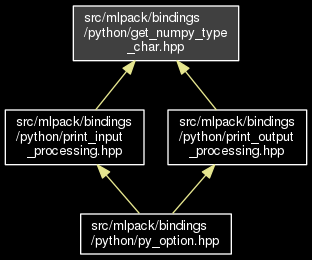 src/mlpack/bindings
/python/get_numpy_type
_char.hpp
src/mlpack/bindings
/python/print_input
_processing.hpp
src/mlpack/bindings
/python/print_output
_processing.hpp
src/mlpack/bindings
/python/py_option.hpp